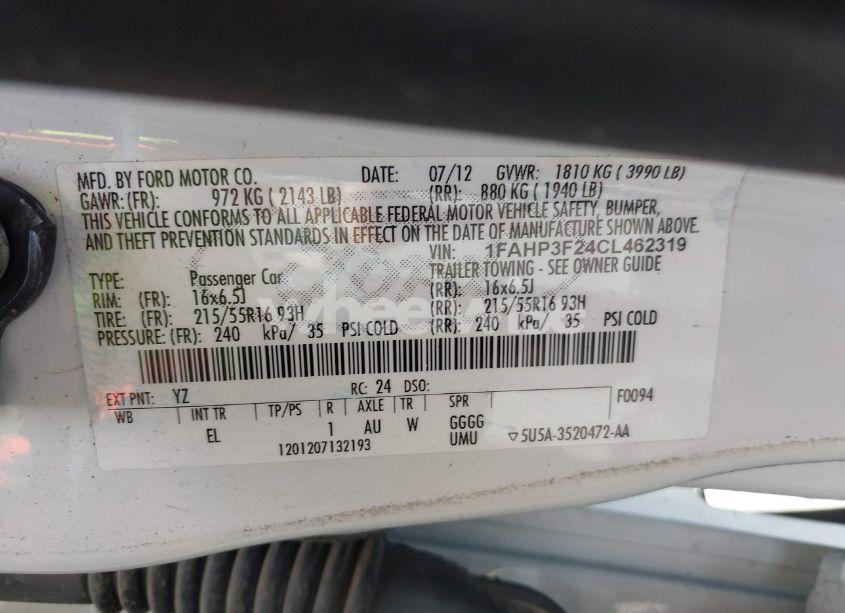 MFD. BY FORD MOTOR CO. DATE: 07/12 GVWR: 1810 KG ( 3990 LB)
GAWR:(FR): 972 KG ( 2143 LB) (RR): 880 KG ( 1940 LB)
THIS VEHICLE CONFORMS TO ALL APPLICABLE FEDERAL MOTOR VEHICLE SAFETY, BUMPER,
AND THEFT PREVENTION STANDARDS IN EFFECT ON THE DATE OF MANUFACTURE SHOWN ABOVE.
VIN: 1FAHP3F24CL462319
TYPE: Passenger Car TRAILER TOWING - SEE OWNER GUIDE
RIM: (FR): 16x6.5J (RR): 16x6.5J
TIRE: (FR): 215/55R16 93H (RR): 215/55R16 93H
PRESSURE: (FR): 240 kPa/ 35 PSI COLD (RR): 240 kPa/ 35 PSI COLD
EXT PNT: YZ RC: 24 DSO:
WB INT TR TP/PS R AXLE TR SPR F0094
EL 1 AU W GGGG
UMU ▽5U5A-3520472-AA
1201207132193